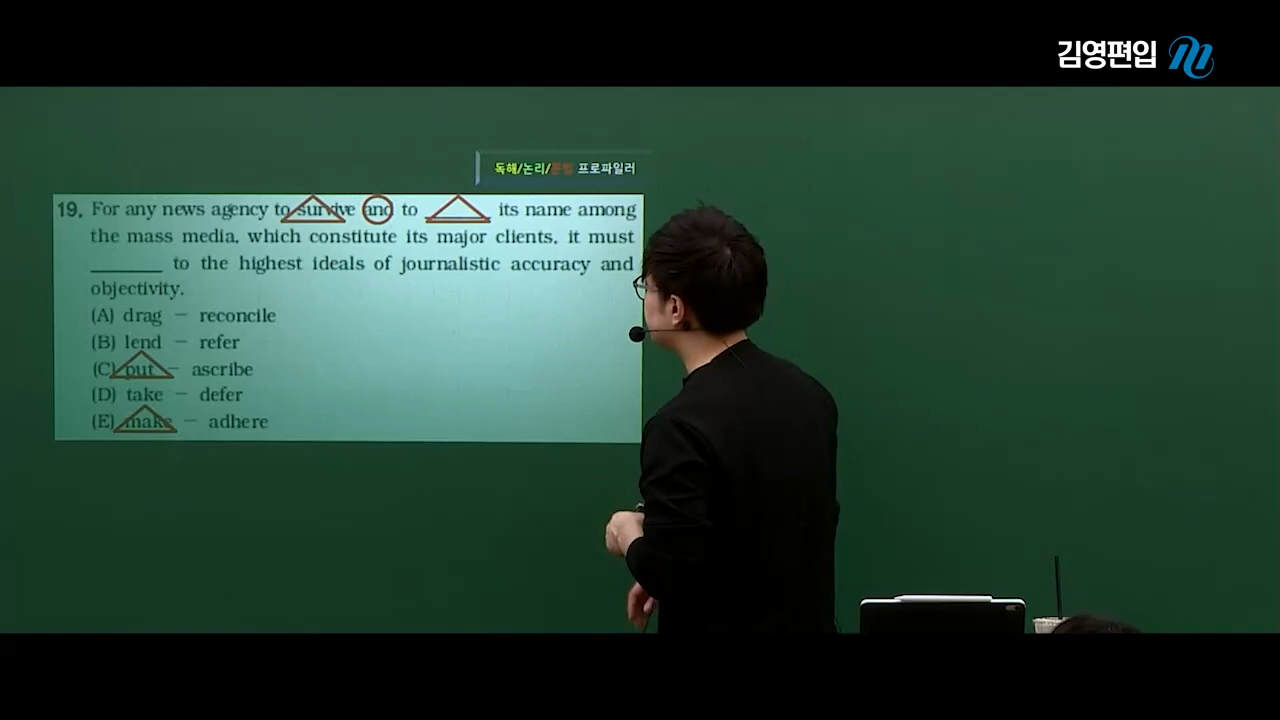 김영편입
독해/논리/문법 프로파일러
19. For any news agency to survive and to ________ its name among
the mass media, which constitute its major clients, it must
________ to the highest ideals of journalistic accuracy and
objectivity.
(A) drag − reconcile
(B) lend − refer
(C) put − ascribe
(D) take − defer
(E) make − adhere